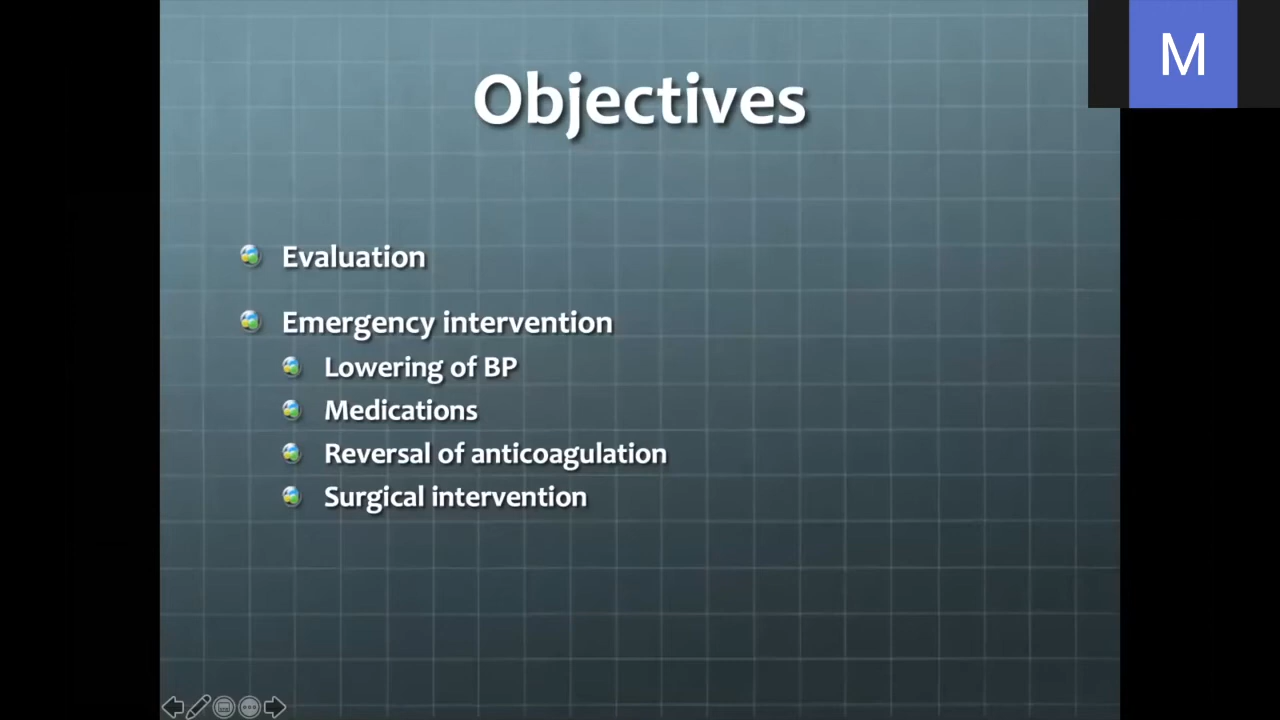 M
Objectives
Evaluation
Emergency intervention
Lowering of BP
Medications
Reversal of anticoagulation
Surgical intervention